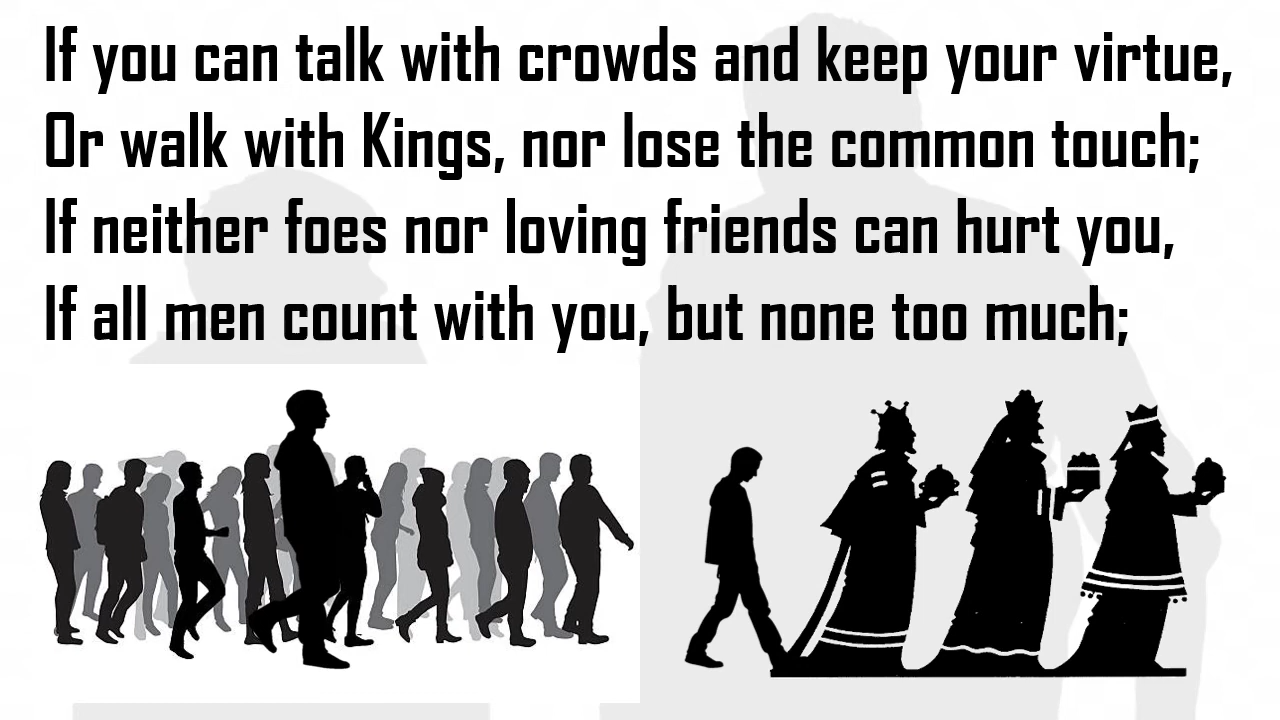 If you can talk with crowds and keep your virtue,
Or walk with Kings, nor lose the common touch;
If neither foes nor loving friends can hurt you,
If all men count with you, but none too much;